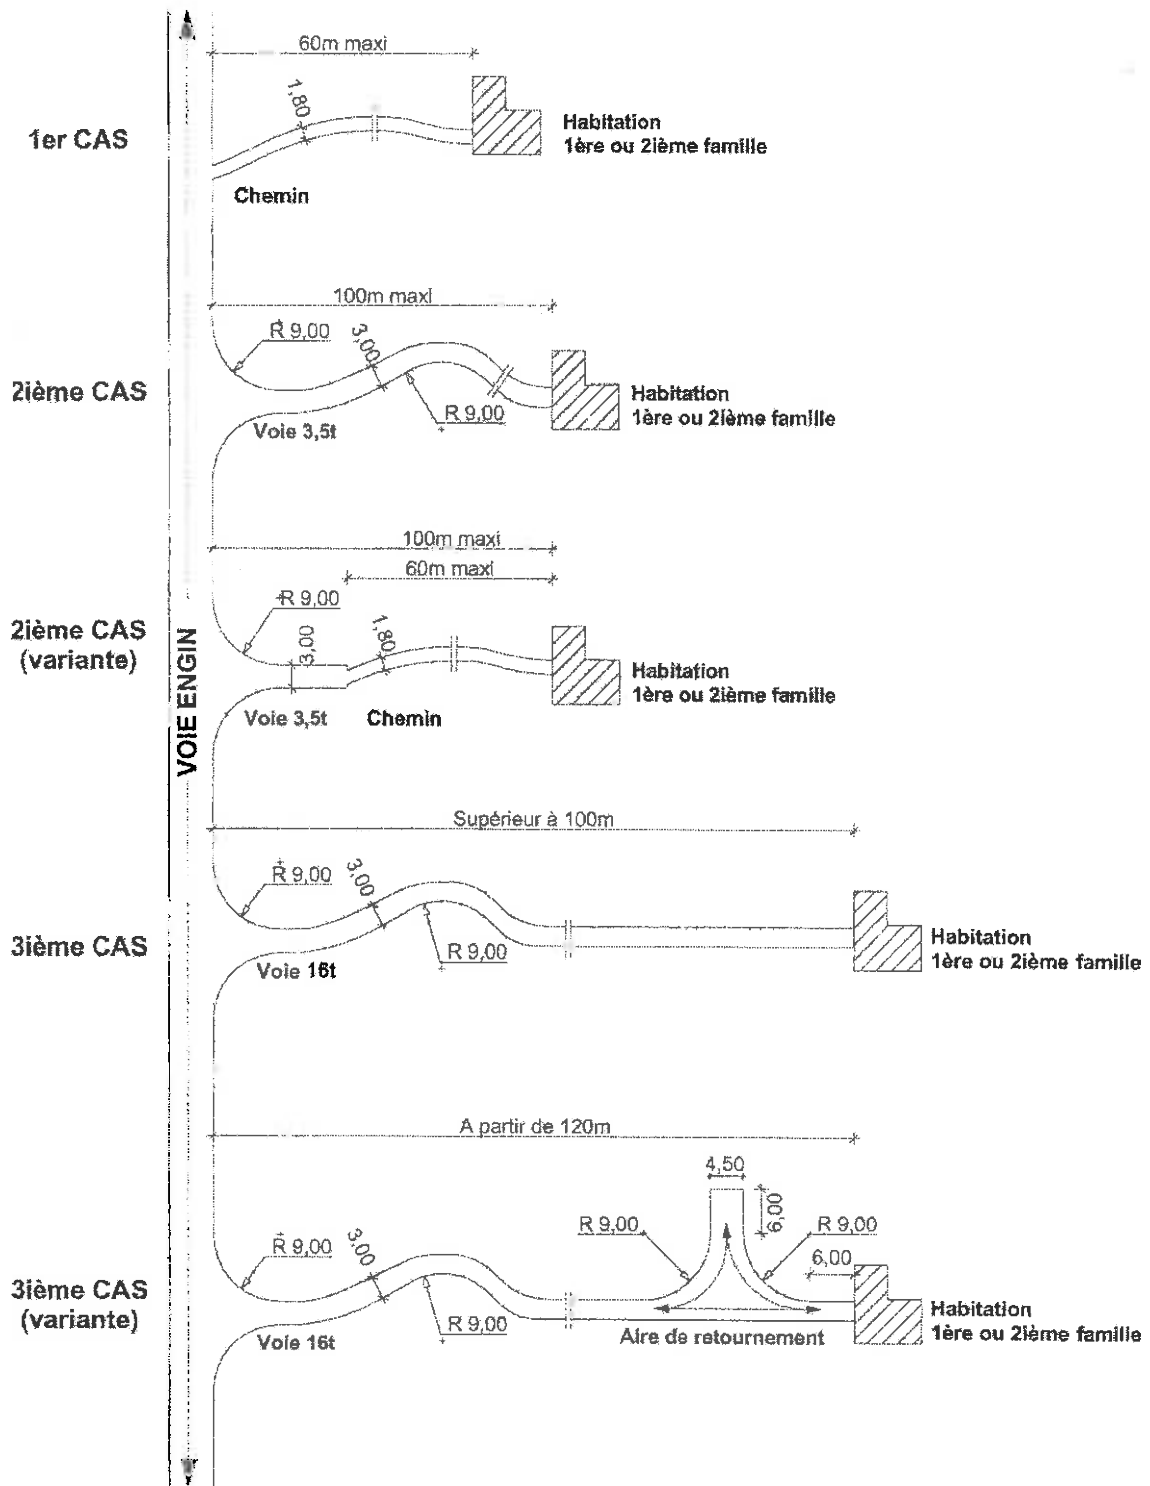 60m maxi
1,80
1er CAS
Habitation
1ère ou 2ième famille
Chemin
100m maxi
R 9,00
3,00
2ième CAS
Habitation
1ère ou 2ième famille
R 9,00
Voie 3,5t
100m maxi
60m maxi
R 9,00
2ième CAS
(variante)
3,00
1,80
Habitation
1ère ou 2ième famille
Voie 3,5t
Chemin
VOIE ENGIN
Supérieur à 100m
R 9,00
3,00
3ième CAS
R 9,00
Habitation
1ère ou 2ième famille
Voie 16t
A partir de 120m
4,50
6,00
R 9,00
R 9,00
R 9,00
3,00
6,00
3ième CAS
(variante)
R 9,00
Habitation
1ère ou 2ième famille
Voie 16t
Aire de retournement